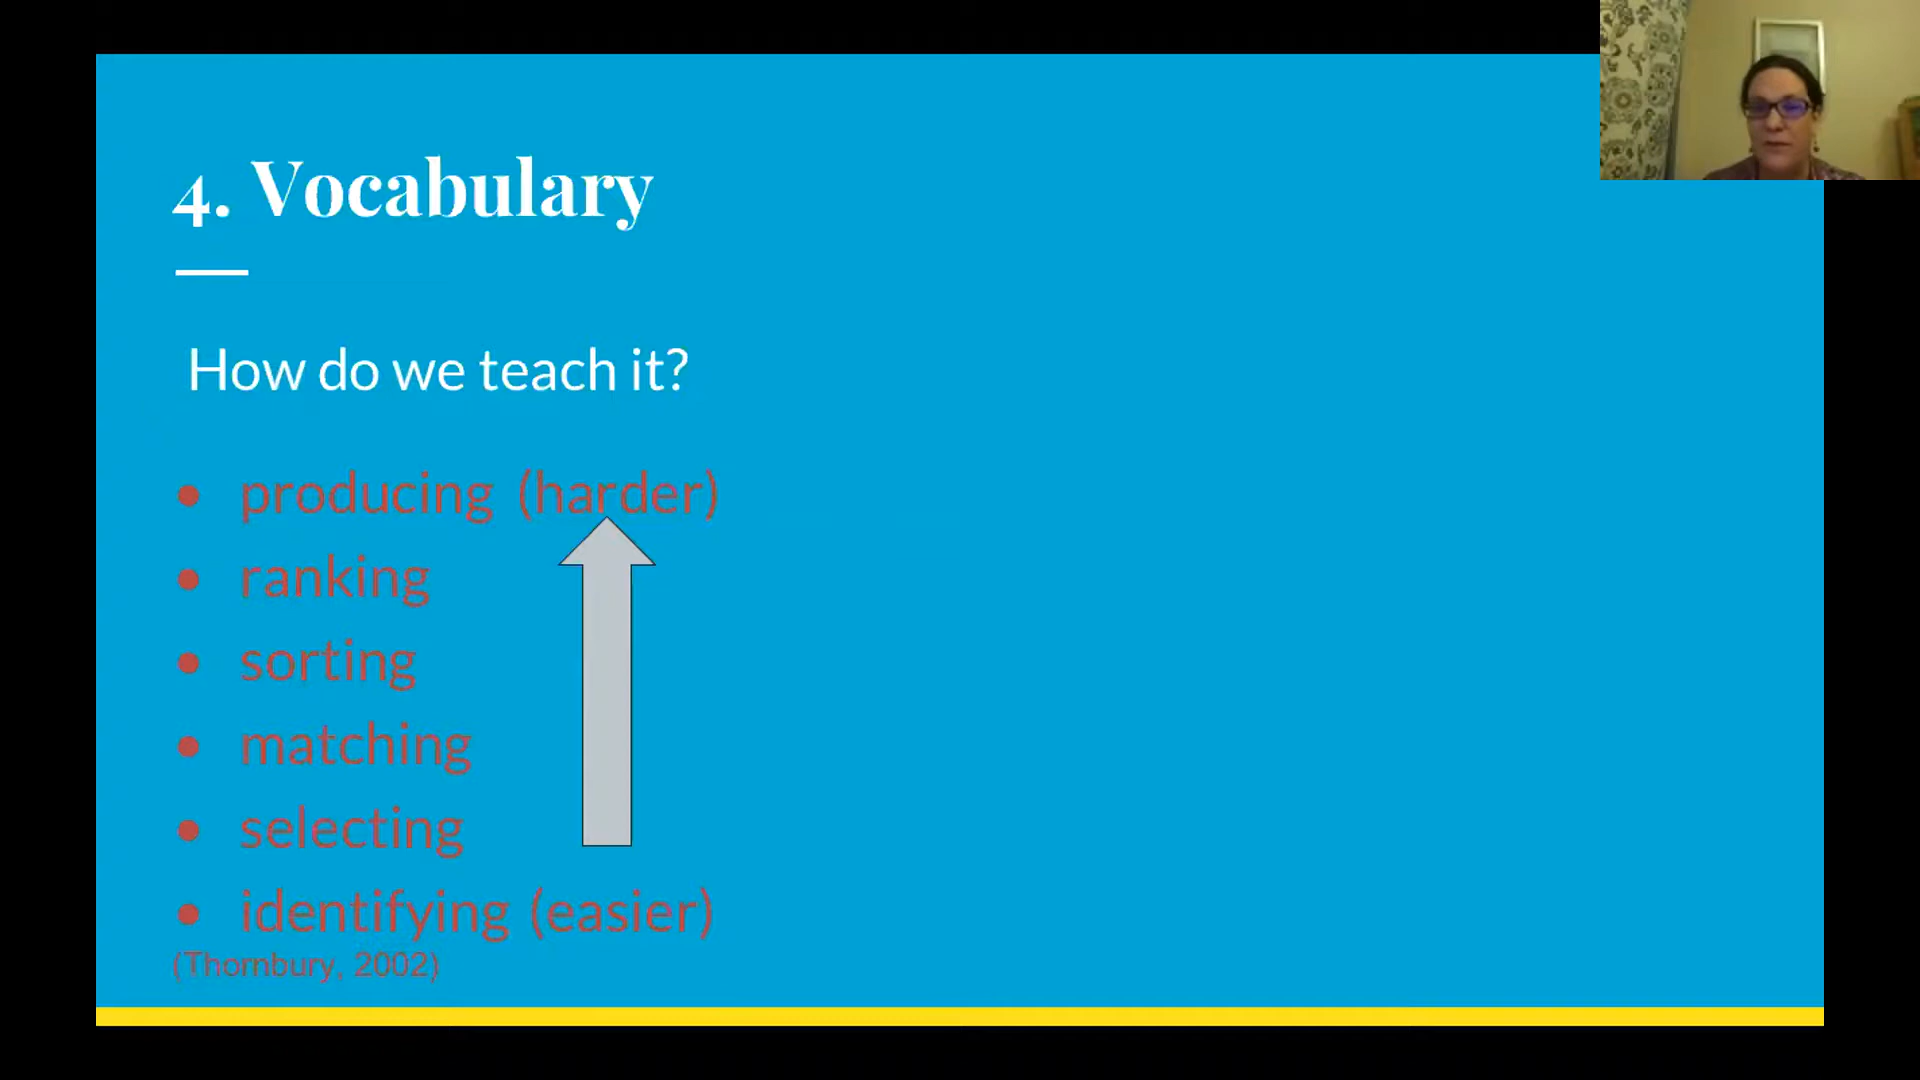 4. Vocabulary
How do we teach it?
● producing (harder)
● ranking
● sorting
● matching
● selecting
● identifying (easier)
(Thornbury, 2002)